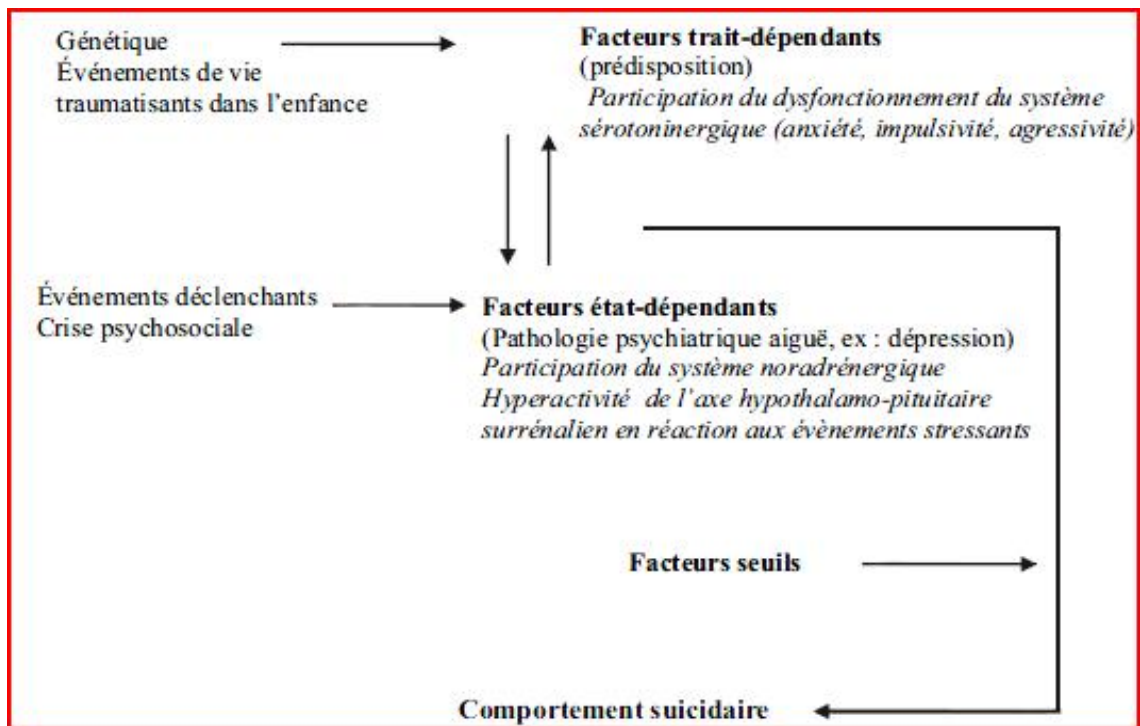 Génétique
Événements de vie
traumatisants dans l'enfance
Facteurs trait-dépendants
(prédisposition)
Participation du dysfonctionnement du système
sérotoninergique (anxiété, impulsivité, agressivité)
Événements déclenchants
Crise psychosociale
Facteurs état-dépendants
(Pathologie psychiatrique aiguë, ex : dépression)
Participation du système noradrénergique
Hyperactivité de l'axe hypothalamo-pituitaire
surrénalien en réaction aux évènements stressants
Facteurs seuils
Comportement suicidaire